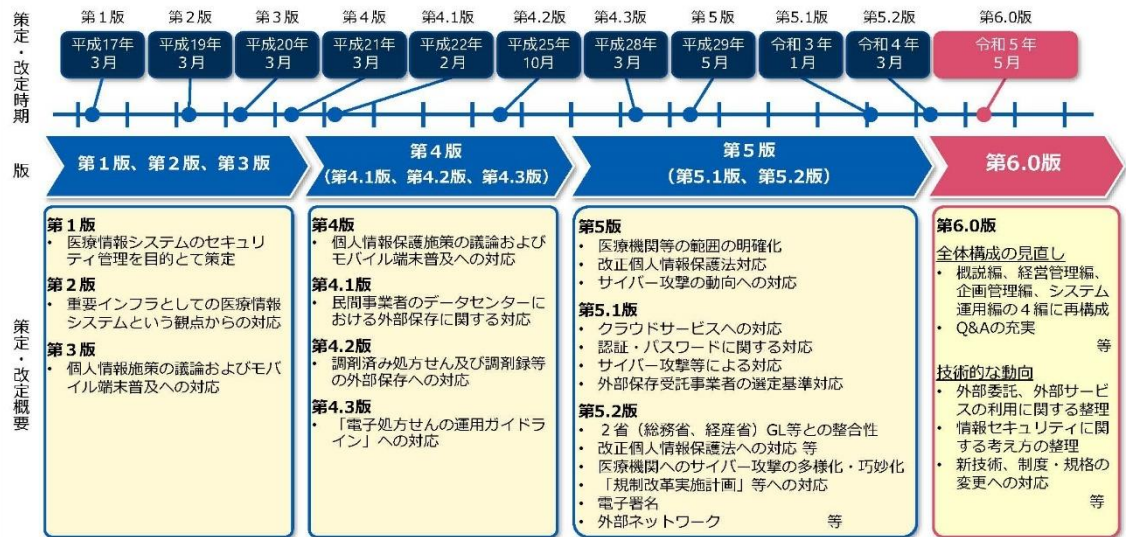 策定・改定時期
第1版
第2版
第3版
第4版
第4.1版
第4.2版
第4.3版
第5版
第5.1版
第5.2版
第6.0版
平成17年
3月
平成19年
3月
平成20年
3月
平成21年
3月
平成22年
2月
平成25年
10月
平成28年
3月
平成29年
5月
令和3年
1月
令和4年
3月
令和5年
5月
版
第1版、第2版、第3版
第4版
(第4.1版、第4.2版、第4.3版)
第5版
(第5.1版、第5.2版)
第6.0版
策定・改定概要
第1版
• 医療情報システムのセキュリ
ティ管理を目的とて策定
第2版
• 重要インフラとしての医療情報
システムという観点からの対応
第3版
• 個人情報施策の議論およびモバ
イル端末普及への対応
第4版
• 個人情報保護施策の議論および
モバイル端末普及への対応
第4.1版
• 民間事業者のデータセンターに
おける外部保存に関する対応
第4.2版
• 調剤済み処方せん及び調剤録等
の外部保存への対応
第4.3版
• 「電子処方せんの運用ガイドラ
イン」への対応
第5版
• 医療機関等の範囲の明確化
• 改正個人情報保護法対応
• サイバー攻撃の動向への対応
第5.1版
• クラウドサービスへの対応
• 認証・パスワードに関する対応
• サイバー攻撃等による対応
• 外部保存受託事業者の選定基準対応
第5.2版
• 2省（総務省、経産省）GL等との整合性
• 改正個人情報保護法への対応 等
• 医療機関へのサイバー攻撃の多様化・巧妙化
• 「規制改革実施計画」等への対応
• 電子署名
• 外部ネットワーク 等
第6.0版
全体構成の見直し
• 概説編、経営管理編、
企画管理編、システム
運用編の４編に再構成
• Q&Aの充実
等
技術的な動向
• 外部委託、外部サービ
スの利用に関する整理
• 情報セキュリティに関
する考え方の整理
• 新技術、制度・規格の
変更への対応
等